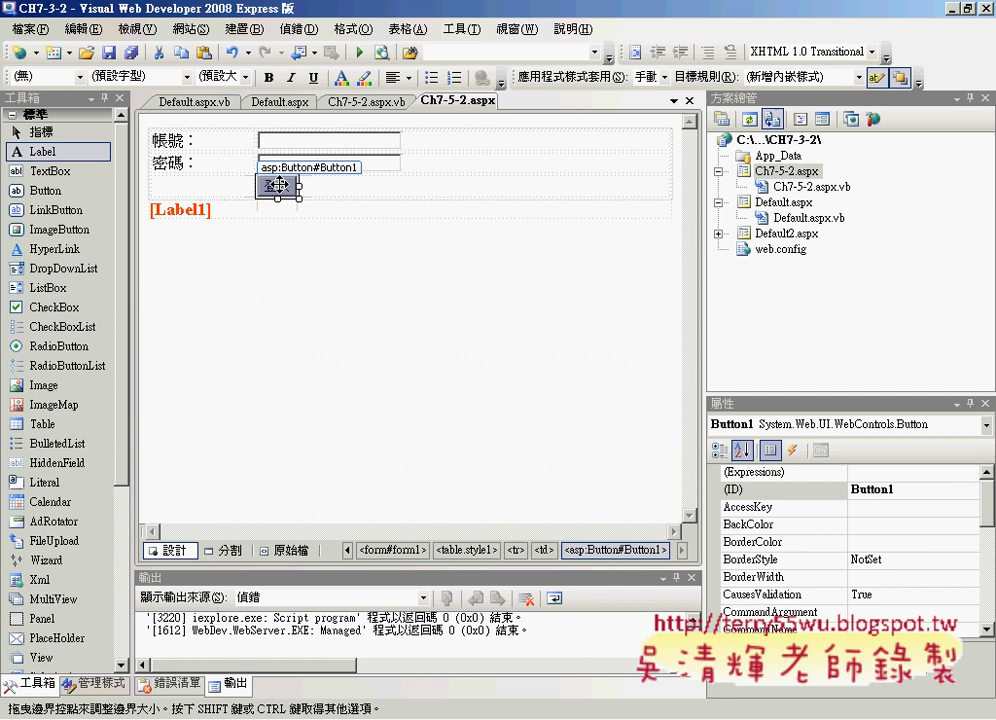 CH7-3-2 - Visual Web Developer 2008 Express 版
檔案(F) 編輯(E) 檢視(V) 網站(S) 建置(B) 偵錯(D) 格式(O) 表格(A) 工具(T) 視窗(W) 說明(H)
XHTML 1.0 Transitional
(無) (預設字型) (預設大 B I U A 應用程式樣式套用(S): 手動 目標規則(R): (新增內嵌樣式)
工具箱
標準
指標
Label
TextBox
Button
LinkButton
ImageButton
HyperLink
DropDownList
ListBox
CheckBox
CheckBoxList
RadioButton
RadioButtonList
Image
ImageMap
Table
BulletedList
HiddenField
Literal
Calendar
AdRotator
FileUpload
Wizard
Xml
MultiView
Panel
PlaceHolder
View
工具箱 管理樣式
Default.aspx.vb Default.aspx Ch7-5-2.aspx.vb Ch7-5-2.aspx
帳號：
密碼：
asp:Button#Button1
[Label1]
設計 分割 原始檔 <form#form1> <table.style1> <tr> <td> <asp:Button#Button1>
輸出
顯示輸出來源(S): 偵錯
'[3220] iexplore.exe: Script program' 程式以返回碼 0 (0x0) 結束。
'[1612] WebDev.WebServer.EXE: Managed' 程式以返回碼 0 (0x0) 結束。
錯誤清單 輸出
方案總管
C:\...\CH7-3-2\
App_Data
Ch7-5-2.aspx
Ch7-5-2.aspx.vb
Default.aspx
Default.aspx.vb
Default2.aspx
web.config
屬性
Button1 System.Web.UI.WebControls.Button
(Expressions)
(ID) Button1
AccessKey
BackColor
BorderColor
BorderStyle NotSet
BorderWidth
CausesValidation True
CommandArgument
http://terry55wu.blogspot.tw
吳清輝老師錄製
拖曳邊界控點來調整邊界大小。按下 SHIFT 鍵或 CTRL 鍵取得其他選項。